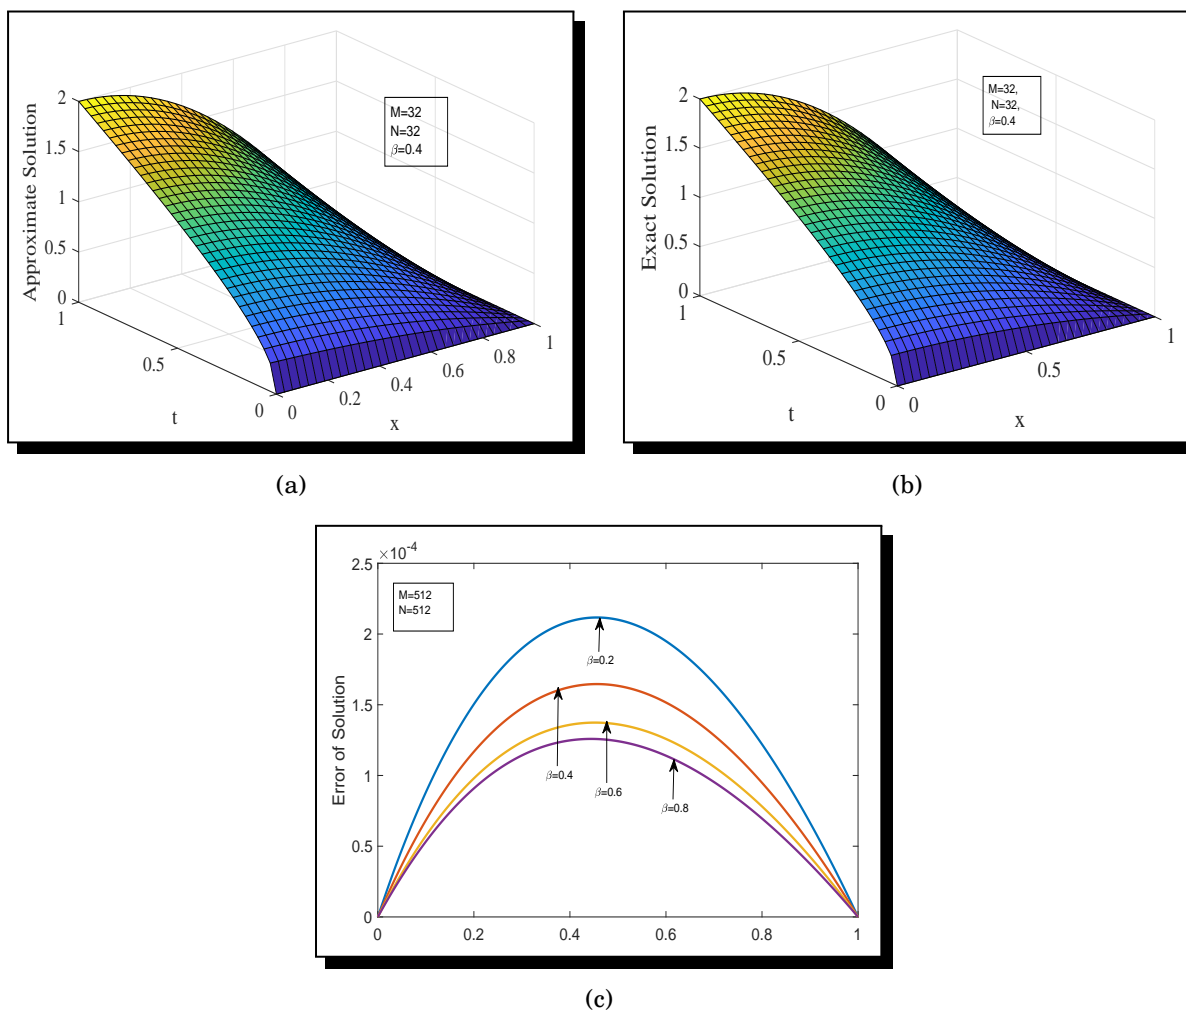 Approximate Solution
2
1.5
1
0.5
0
1
0.5
0
t
0
0.2
0.4
0.6
0.8
1
x
M=32
N=32
β=0.4
(a)
Exact Solution
2
1.5
1
0.5
0
1
0.5
0
t
0
0.5
1
x
M=32,
N=32,
β=0.4
(b)
×10-4
Error of Solution
2.5
2
1.5
1
0.5
0
M=512
N=512
β=0.2
β=0.4
β=0.6
β=0.8
0 0.2 0.4 0.6 0.8 1
(c)